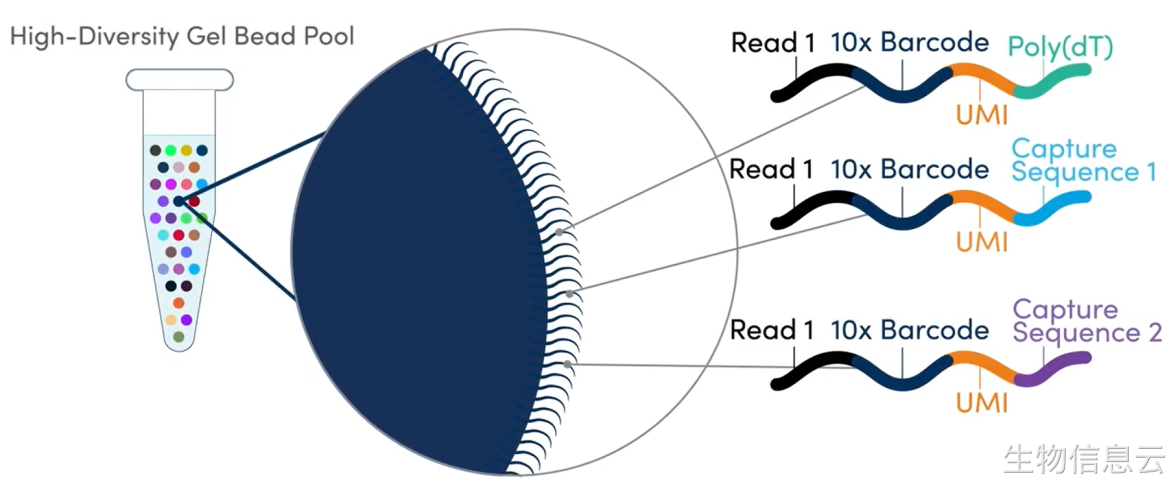 High-Diversity Gel Bead Pool
Read 1 10x Barcode Poly(dT)
UMI
Capture
Sequence 1
Read 1 10x Barcode
UMI
Capture
Sequence 2
Read 1 10x Barcode
UMI
生物信息云